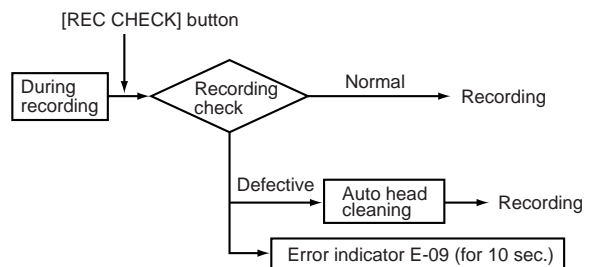 [REC CHECK] button
During
recording
Recording
check
Normal
Recording
Defective
Auto head
cleaning
Recording
Error indicator E-09 (for 10 sec.)